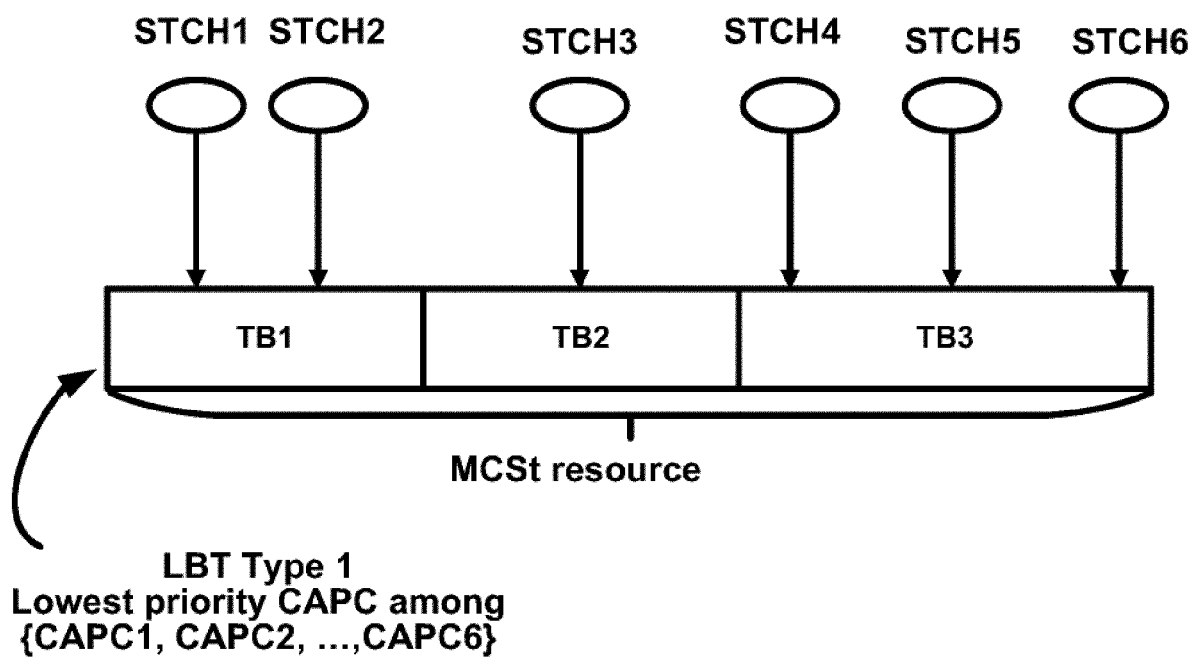 STCH1 STCH2 STCH3 STCH4 STCH5 STCH6
TB1 TB2 TB3
MCSt resource
LBT Type 1
Lowest priority CAPC among
{CAPC1, CAPC2, ...,CAPC6}